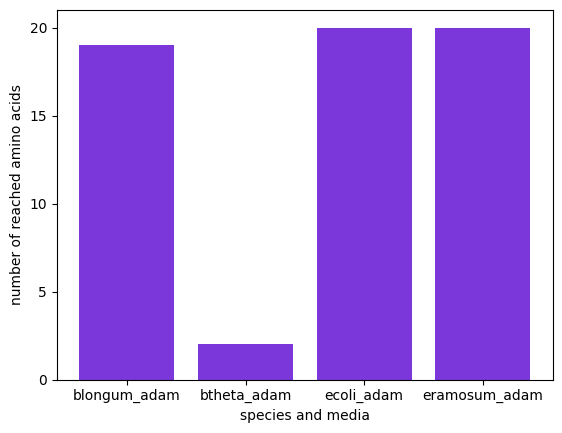 20
15
10
5
0
number of reached amino acids
blongum_adam btheta_adam ecoli_adam eramosum_adam
species and media